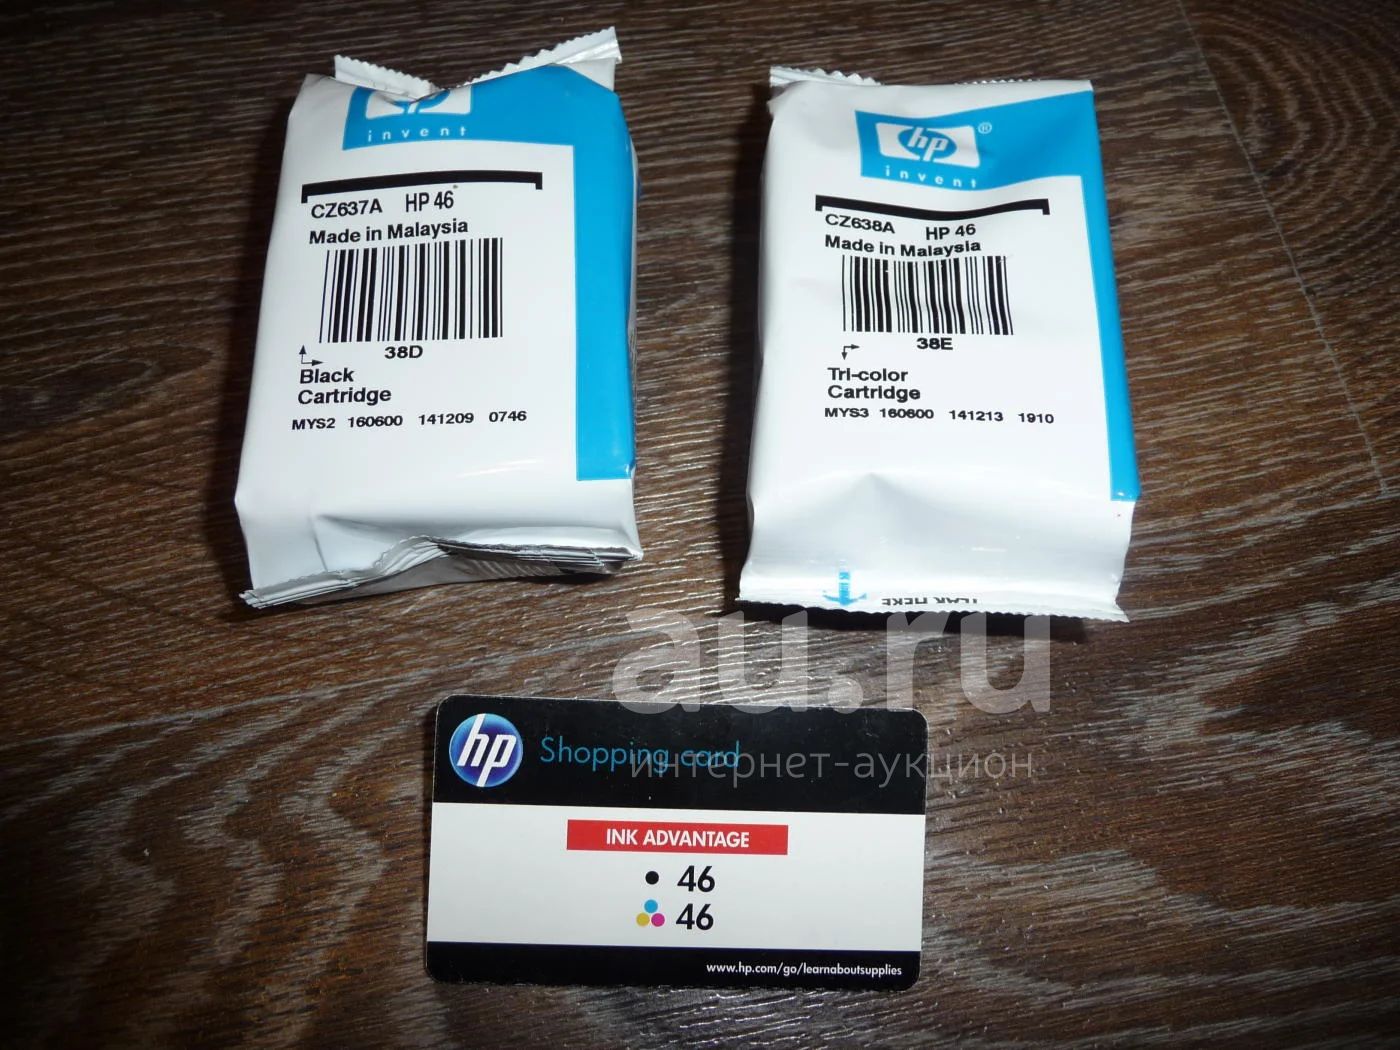 hp
invent
CZ637A HP 46
Made in Malaysia
38D
Black
Cartridge
MYS2 160600 141209 0746
hp ®
invent
CZ638A HP 46
Made in Malaysia
38E
Tri-color
Cartridge
MYS3 160600 141213 1910
au.ru
интернет-аукцион
hp Shopping card
INK ADVANTAGE
46
46
www.hp.com/go/learnaboutsupplies